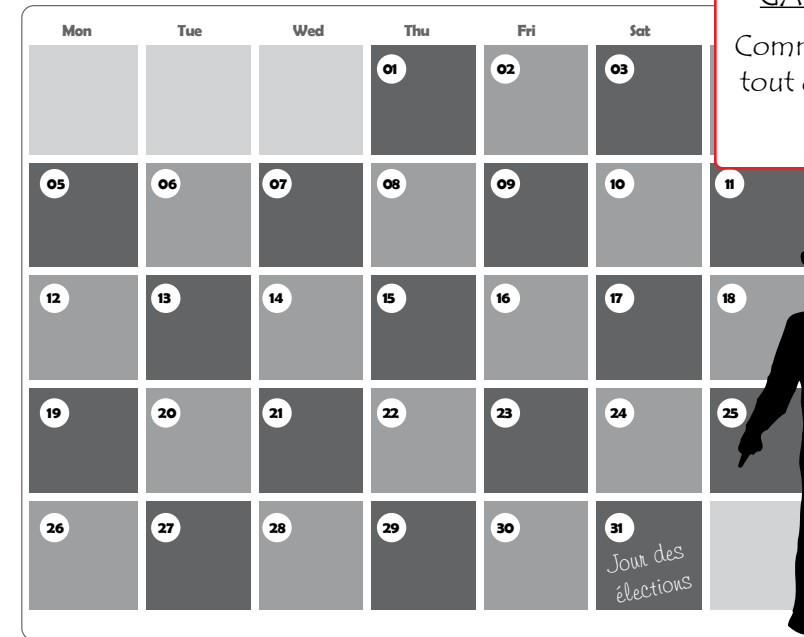 Mon Tue Wed Thu Fri Sat
tout
01 02 03
05 06 07 08 09 10 11
12 13 14 15 16 17 18
19 20 21 22 23 24 25
26 27 28 29 30 31
Jour des
élections